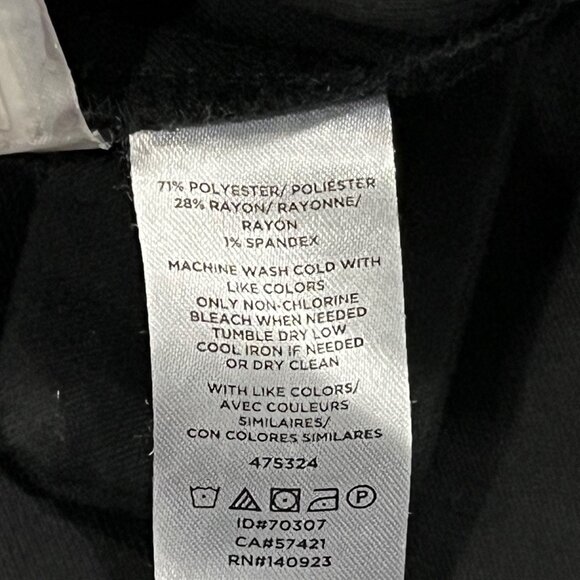 71% POLYESTER/ POLIÉSTER
28% RAYON/ RAYONNE/
RAYÓN
1% SPANDEX
MACHINE WASH COLD WITH
LIKE COLORS
ONLY NON-CHLORINE
BLEACH WHEN NEEDED
TUMBLE DRY LOW
COOL IRON IF NEEDED
OR DRY CLEAN
WITH LIKE COLORS/
AVEC COULEURS
SIMILAIRES/
CON COLORES SIMILARES
475324
P
ID#70307
CA#57421
RN#140923